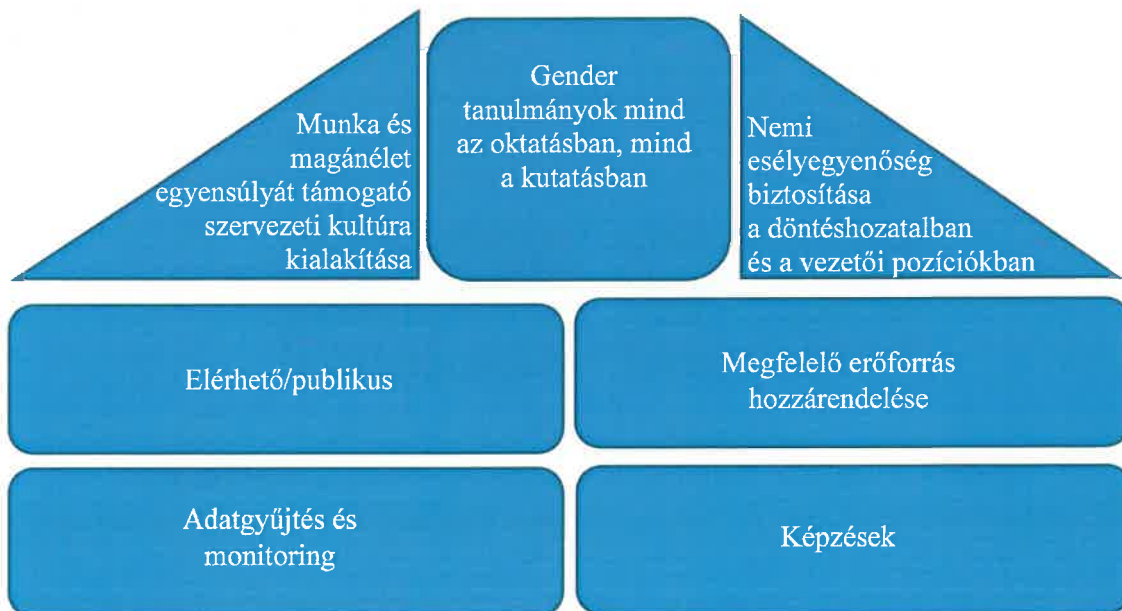 Munka és
magánélet
egyensúlyát támogató
szervezeti kultúra
kialakítása
Gender
tanulmányok mind
az oktatásban, mind
a kutatásban
Nemi
esélyegyenőség
biztosítása
a döntéshozatalban
és a vezetői pozíciókban
Elérhető/publikus
Megfelelő erőforrás
hozzárendelése
Adatgyűjtés és
monitoring
Képzések